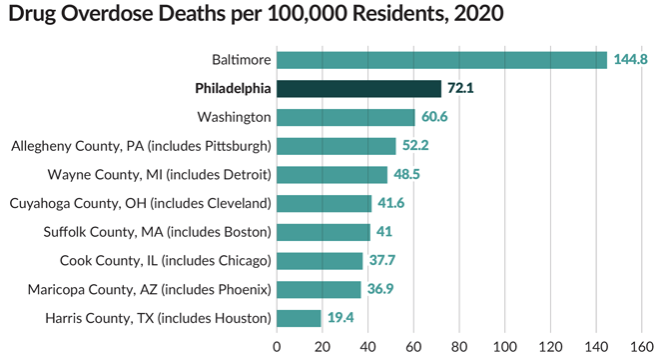 Drug Overdose Deaths per 100,000 Residents, 2020
Baltimore 144.8
Philadelphia 72.1
Washington 60.6
Allegheny County, PA (includes Pittsburgh) 52.2
Wayne County, MI (includes Detroit) 48.5
Cuyahoga County, OH (includes Cleveland) 41.6
Suffolk County, MA (includes Boston) 41
Cook County, IL (includes Chicago) 37.7
Maricopa County, AZ (includes Phoenix) 36.9
Harris County, TX (includes Houston) 19.4
0 20 40 60 80 100 120 140 160